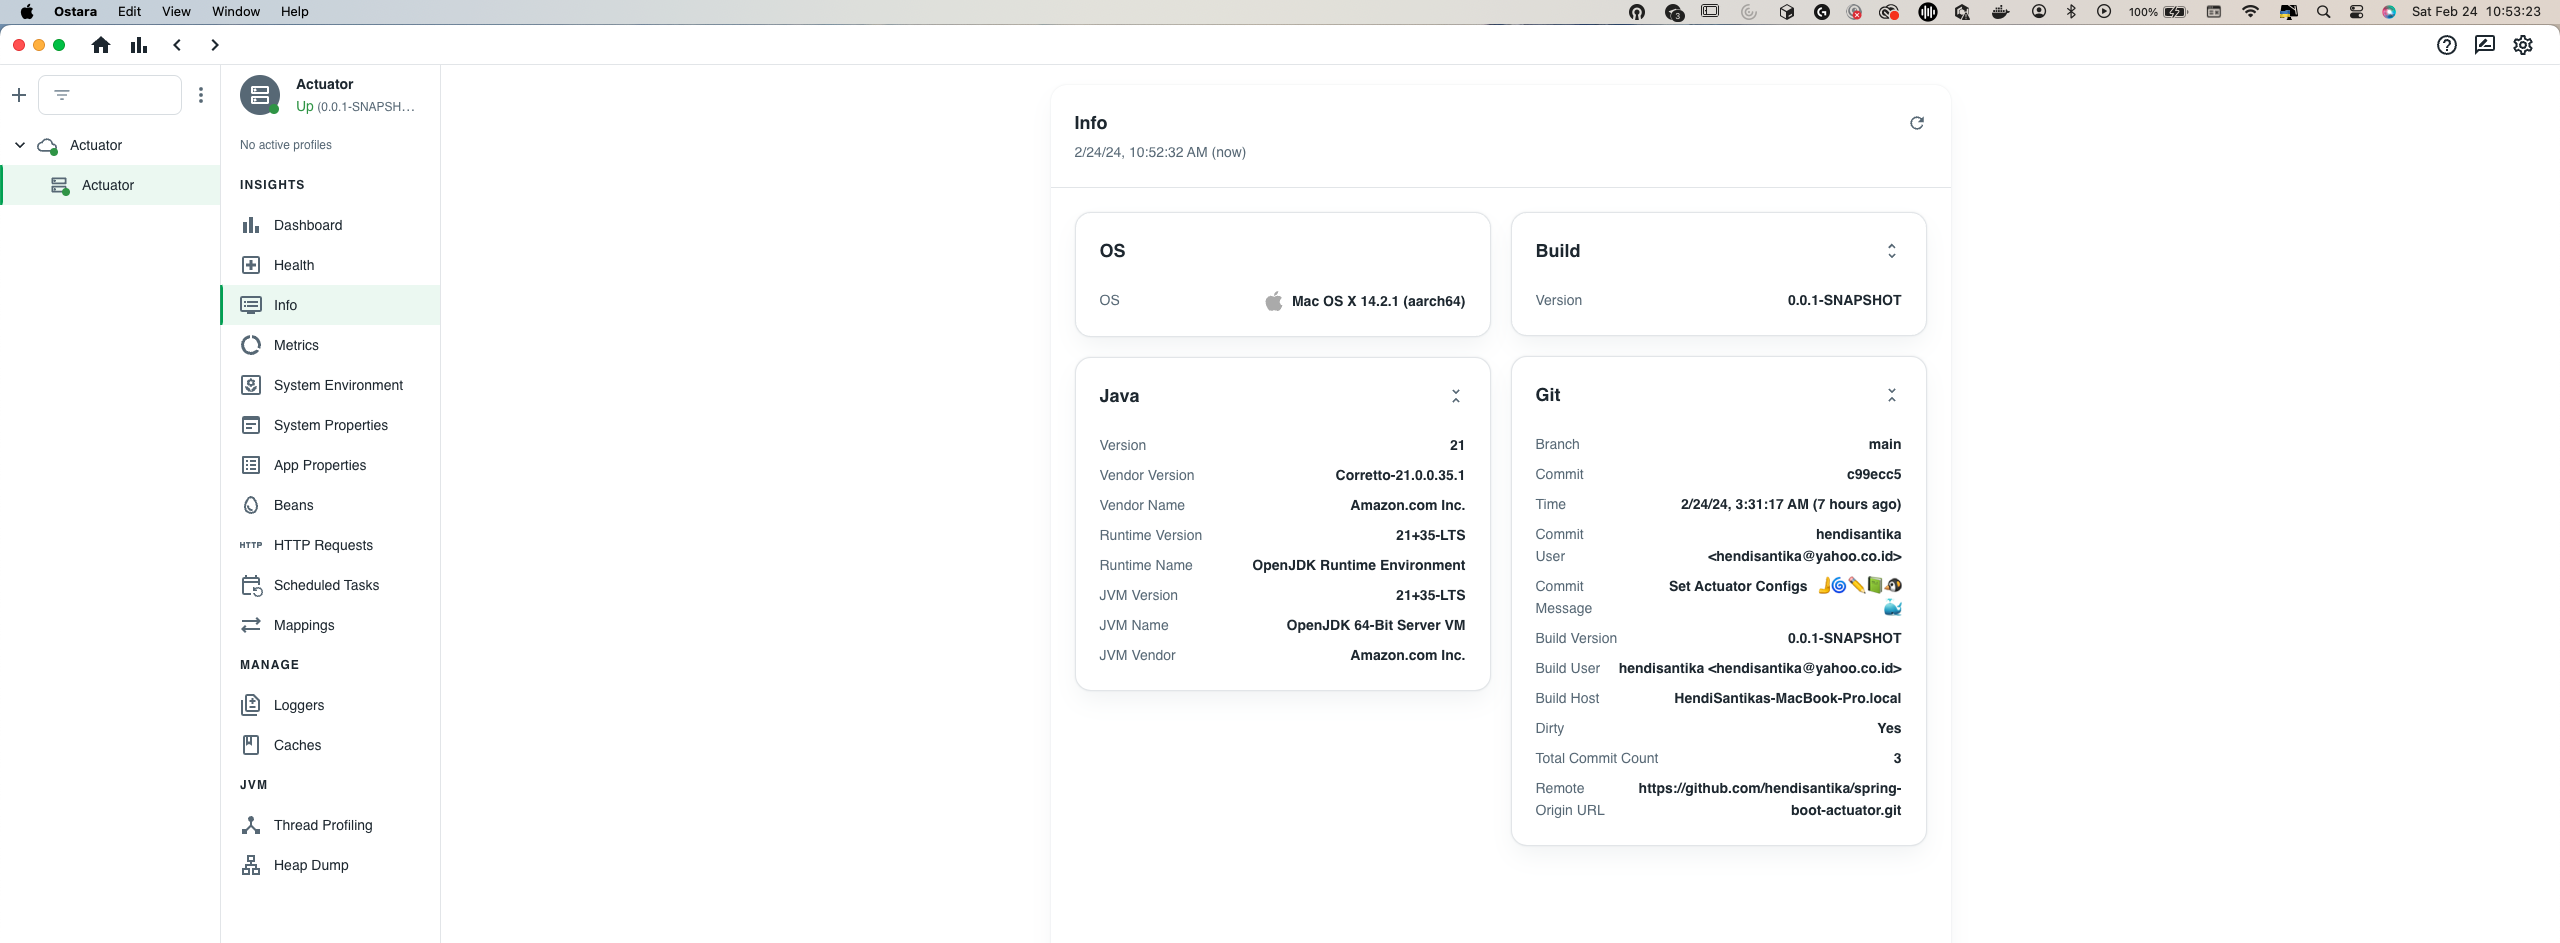 Ostara Edit View Window Help
3
100%
Sat Feb 24 10:53:23
Actuator
Actuator
Actuator
Up (0.0.1-SNAPSH...
No active profiles
INSIGHTS
Dashboard
Health
Info
Metrics
System Environment
System Properties
App Properties
Beans
HTTP HTTP Requests
Scheduled Tasks
Mappings
MANAGE
Loggers
Caches
JVM
Thread Profiling
Heap Dump
Info
2/24/24, 10:52:32 AM (now)
OS
OS Mac OS X 14.2.1 (aarch64)
Java
Version 21
Vendor Version Corretto-21.0.0.35.1
Vendor Name Amazon.com Inc.
Runtime Version 21+35-LTS
Runtime Name OpenJDK Runtime Environment
JVM Version 21+35-LTS
JVM Name OpenJDK 64-Bit Server VM
JVM Vendor Amazon.com Inc.
Build
Version 0.0.1-SNAPSHOT
Git
Branch main
Commit c99ecc5
Time 2/24/24, 3:31:17 AM (7 hours ago)
Commit hendisantika
User <hendisantika@yahoo.co.id>
Commit Set Actuator Configs
Message
Build Version 0.0.1-SNAPSHOT
Build User hendisantika <hendisantika@yahoo.co.id>
Build Host HendiSantikas-MacBook-Pro.local
Dirty Yes
Total Commit Count 3
Remote https://github.com/hendisantika/spring-
Origin URL boot-actuator.git